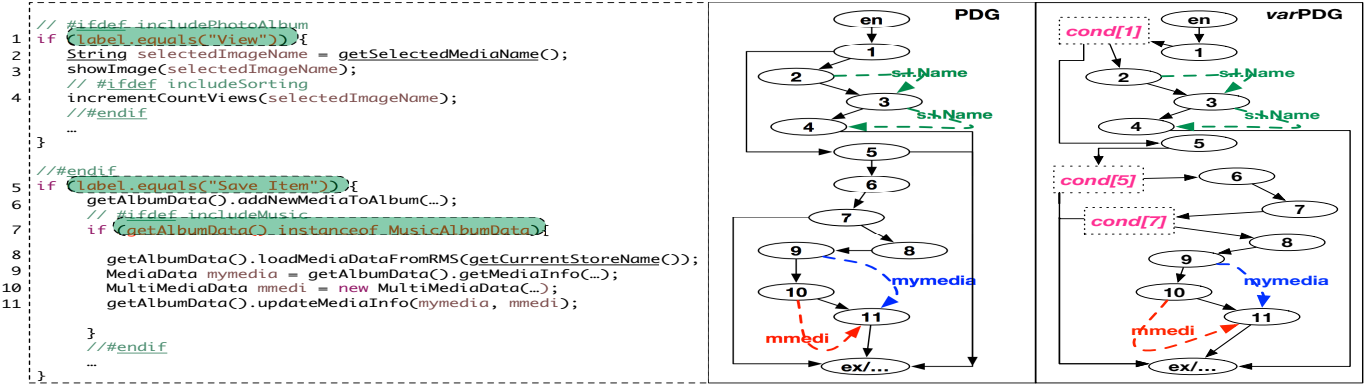 // #ifdef includePhotoAlbum
1 if (label.equals("View")) {
2 String selectedImageName = getSelectedMediaName();
3 showImage(selectedImageName);
// #ifdef includeSorting
4 incrementCountViews(selectedImageName);
//#endif
…
}
//#endif
5 if (label.equals("Save Item")) {
6 getAlbumData().addNewMediaToAlbum(…);
// #ifdef includeMusic
7 if (getAlbumData() instanceof MusicAlbumData){
8 getAlbumData().loadMediaDataFromRMS(getCurrentStoreName());
9 MediaData mymedia = getAlbumData().getMediaInfo(…);
10 MultiMediaData mmedi = new MultiMediaData(…);
11 getAlbumData().updateMediaInfo(mymedia, mmedi);
}
//#endif
…
}
PDG
en
1
2
s.I.Name
3
s.I.Name
4
5
6
7
8
9
mymedia
10
11
mmedi
ex/...
varPDG
en
cond[1]
1
2
s.I.Name
3
s.I.Name
4
5
cond[5]
6
7
cond[7]
8
9
mymedia
10
11
mmedi
ex/...